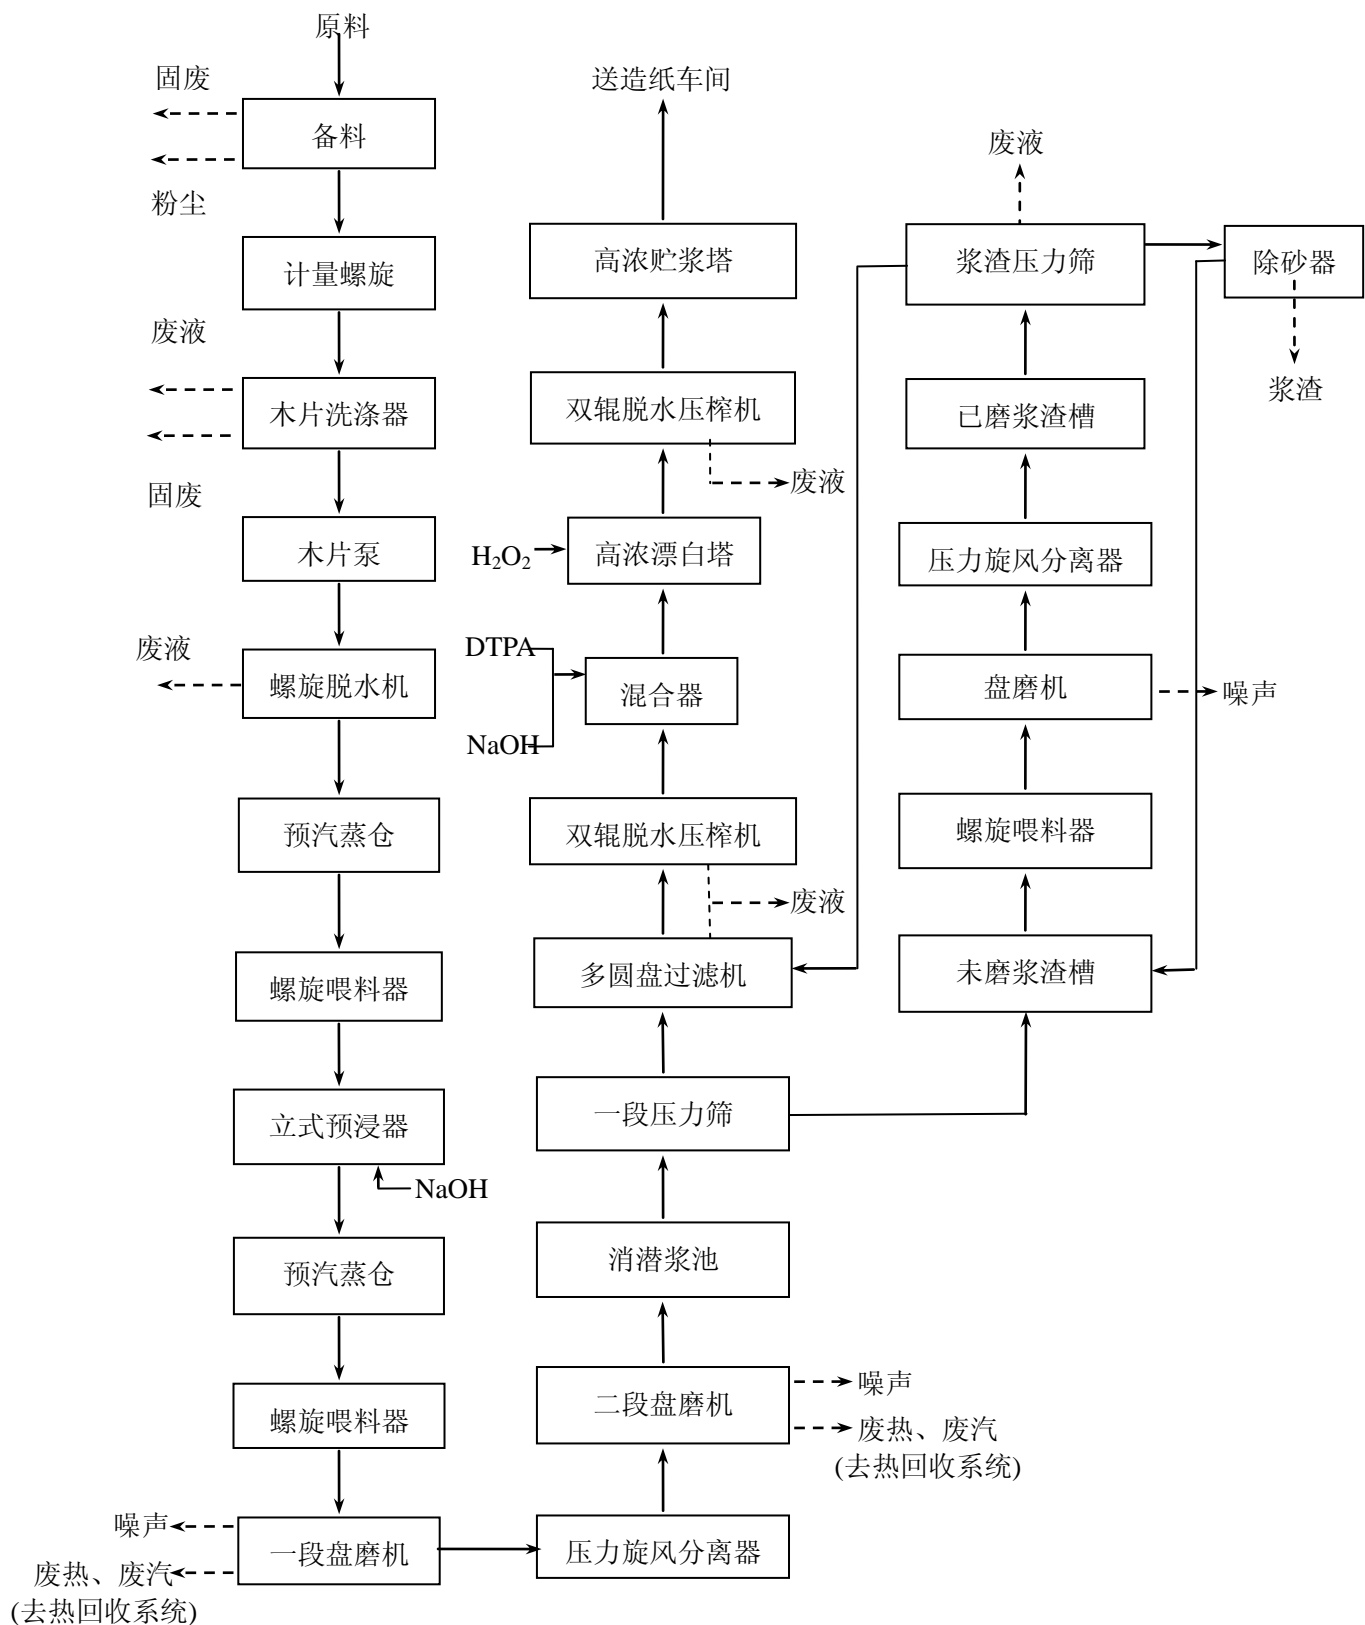 原料
固废
备料
粉尘
计量螺旋
废液
木片洗涤器
固废
木片泵
废液
螺旋脱水机
预汽蒸仓
螺旋喂料器
立式预浸器
NaOH
预汽蒸仓
螺旋喂料器
噪声
一段盘磨机
废热、废汽
(去热回收系统)
送造纸车间
高浓贮浆塔
双辊脱水压榨机
废液
H₂O₂
高浓漂白塔
DTPA
混合器
NaOH
双辊脱水压榨机
废液
多圆盘过滤机
一段压力筛
消潜浆池
二段盘磨机
噪声
废热、废汽
(去热回收系统)
压力旋风分离器
废液
浆渣压力筛
除砂器
浆渣
已磨浆渣槽
压力旋风分离器
盘磨机
噪声
螺旋喂料器
未磨浆渣槽